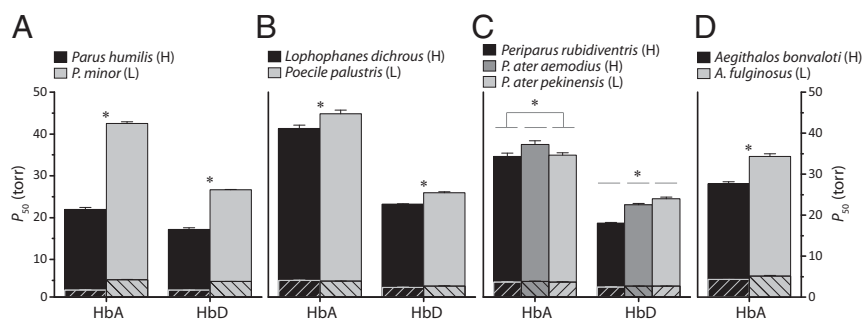 A
Parus humilis (H)
P. minor (L)
P50 (torr)
50
40
30
20
10
0
*
*
HbA
HbD
B
Lophophanes dichrous (H)
Poecile palustris (L)
*
*
HbA
HbD
C
Periparus rubidiventris (H)
P. ater aemodius (H)
P. ater pekinensis (L)
*
*
HbA
HbD
D
Aegithalos bonvaloti (H)
A. fulginosus (L)
*
50
40
30
20
10
0
P50 (torr)
HbA